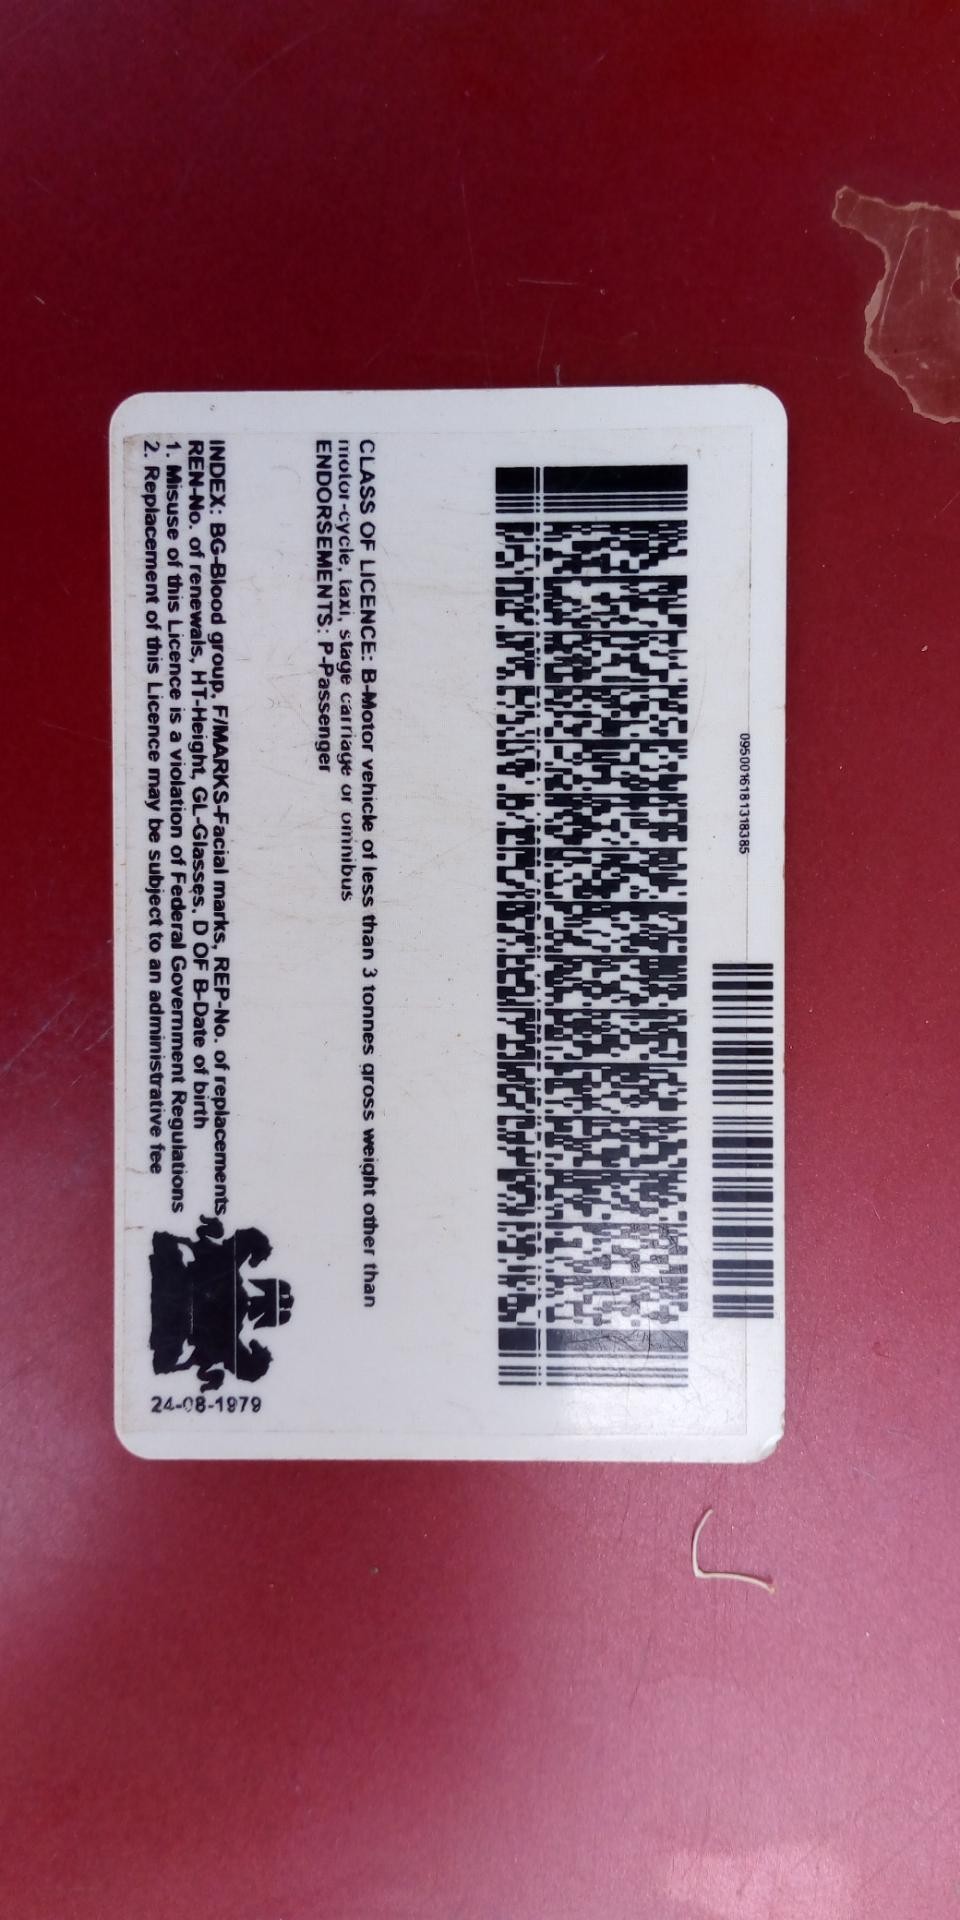 0950016181318385
CLASS OF LICENCE: B-Motor vehicle of less than 3 tonnes gross weight other than
motor-cycle, taxi, stage carriage or omnibus
ENDORSEMENTS: P-Passenger
INDEX: BG-Blood group, F/MARKS-Facial marks, REP-No. of replacements
REN-No. of renewals, HT-Height, GL-Glasses, D OF B-Date of birth
1. Misuse of this Licence is a violation of Federal Government Regulations
2. Replacement of this Licence may be subject to an administrative fee
24-08-1979